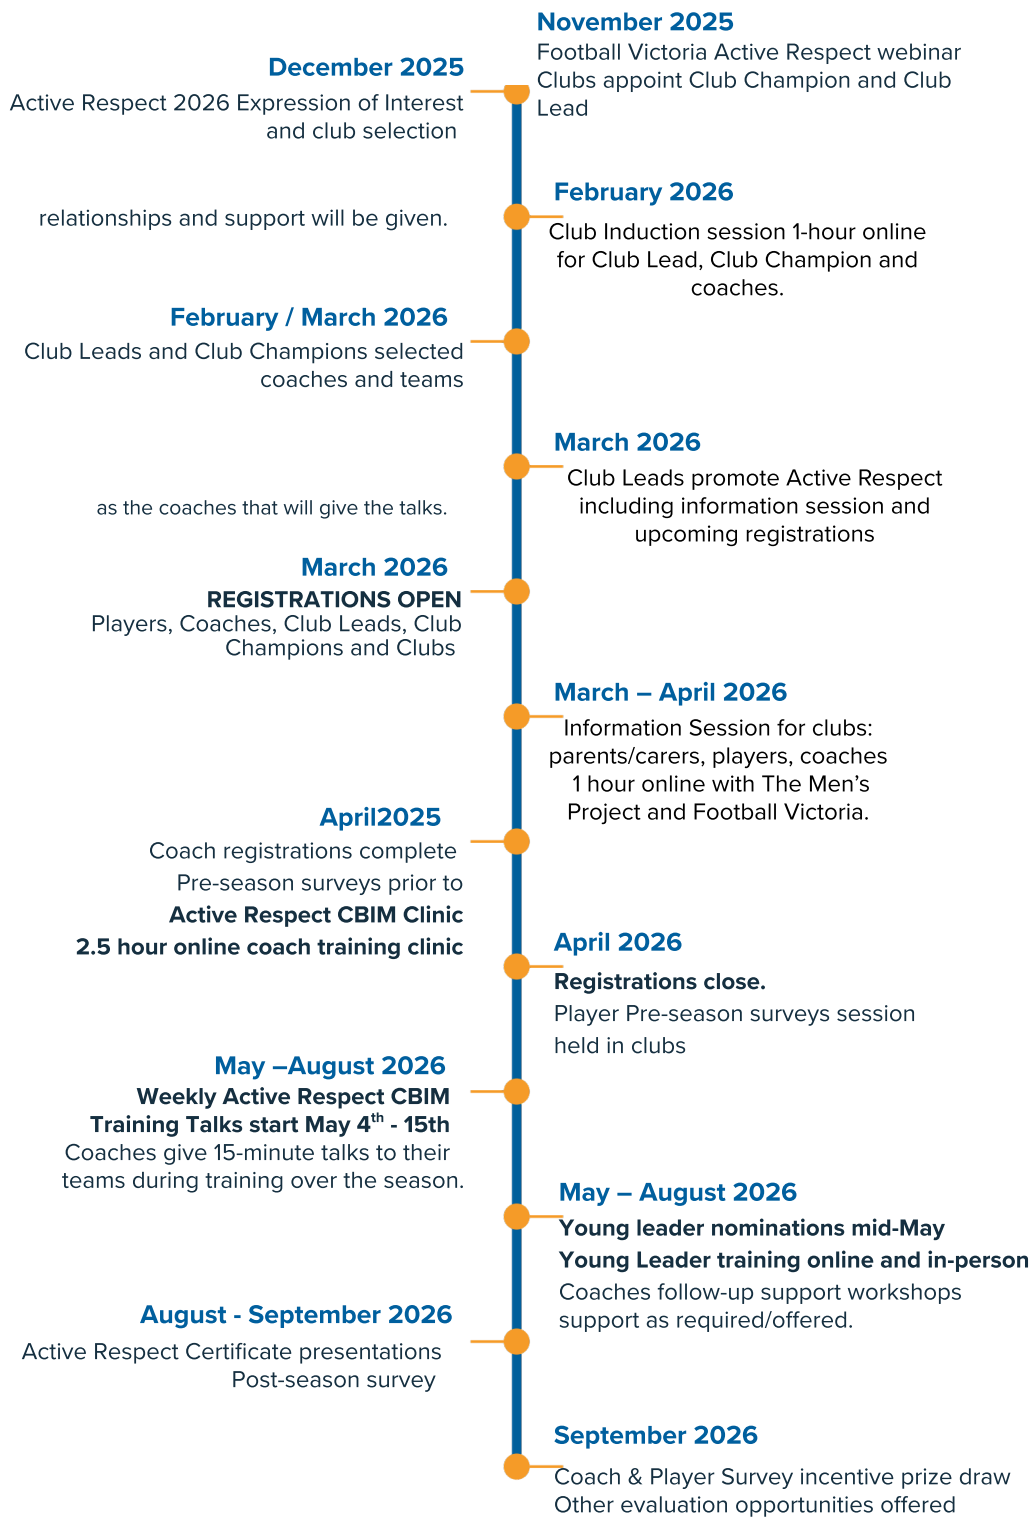 November 2025
Football Victoria Active Respect webinar
Clubs appoint Club Champion and Club
Lead
December 2025
Active Respect 2026 Expression of Interest
and club selection
February 2026
Club Induction session 1-hour online
for Club Lead, Club Champion and
coaches.
relationships and support will be given.
February / March 2026
Club Leads and Club Champions selected
coaches and teams
March 2026
Club Leads promote Active Respect
including information session and
upcoming registrations
as the coaches that will give the talks.
March 2026
REGISTRATIONS OPEN
Players, Coaches, Club Leads, Club
Champions and Clubs
March – April 2026
Information Session for clubs:
parents/carers, players, coaches
1 hour online with The Men’s
Project and Football Victoria.
April2025
Coach registrations complete
Pre-season surveys prior to
Active Respect CBIM Clinic
2.5 hour online coach training clinic
April 2026
Registrations close.
Player Pre-season surveys session
held in clubs
May –August 2026
Weekly Active Respect CBIM
Training Talks start May 4th - 15th
Coaches give 15-minute talks to their
teams during training over the season.
May – August 2026
Young leader nominations mid-May
Young Leader training online and in-person
Coaches follow-up support workshops
support as required/offered.
August - September 2026
Active Respect Certificate presentations
Post-season survey
September 2026
Coach & Player Survey incentive prize draw
Other evaluation opportunities offered